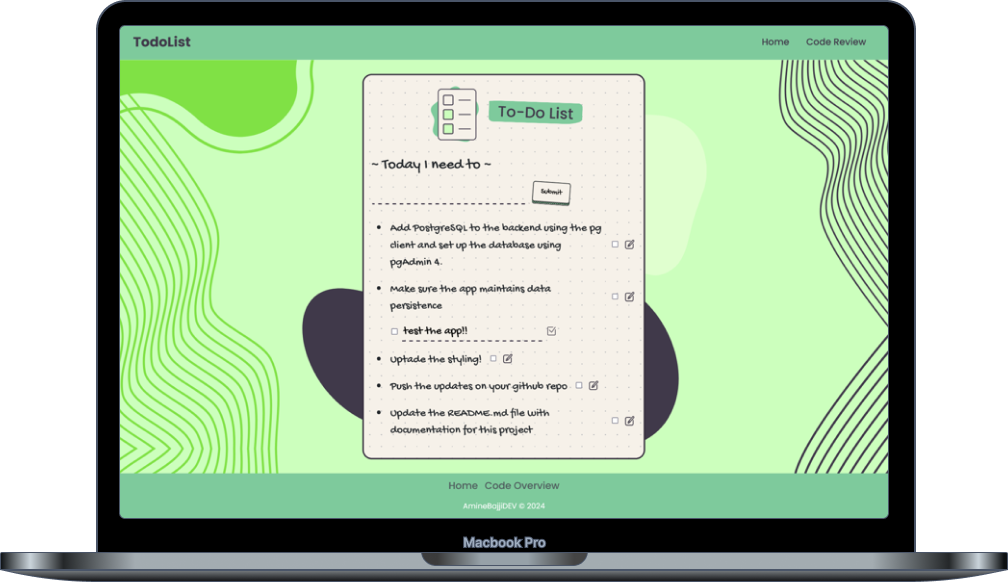 TodoList
Home Code Review
To-Do List
~ Today I need to ~
Submit
Add PostgreSQL to the backend using the pg
client and set up the database using
pgAdmin 4.
Make sure the app maintains data
persistence
test the app!!
Uptade the styling!
Push the updates on your github repo
Update the README.md file with
documentation for this project
Home Code Overview
AmineBajjiDEV © 2024
Macbook Pro